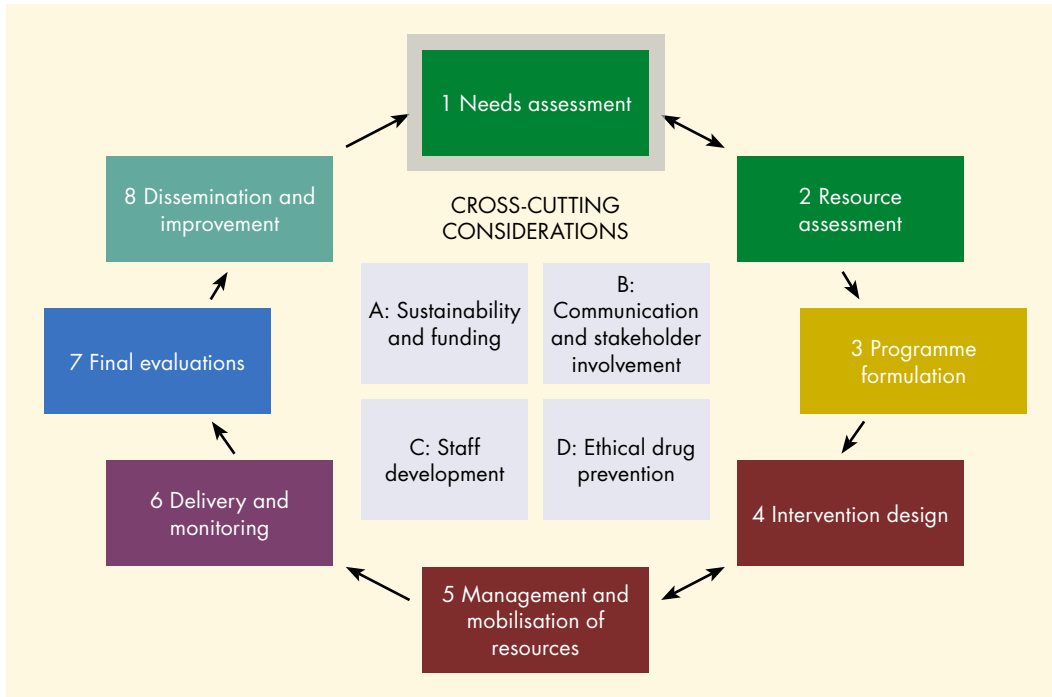 1 Needs assessment
2 Resource
assessment
3 Programme
formulation
4 Intervention design
5 Management and
mobilisation of
resources
6 Delivery and
monitoring
7 Final evaluations
8 Dissemination and
improvement
CROSS-CUTTING
CONSIDERATIONS
A: Sustainability
and funding
B:
Communication
and stakeholder
involvement
C: Staff
development
D: Ethical drug
prevention